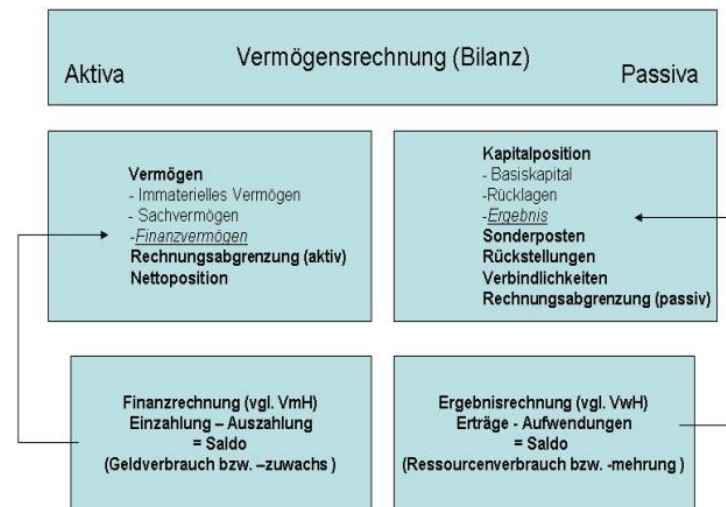 Vermögensrechnung (Bilanz)
Aktiva
Passiva
Vermögen
- Immaterielles Vermögen
- Sachvermögen
-Finanzvermögen
Rechnungsabgrenzung (aktiv)
Nettoposition
Kapitalposition
- Basiskapital
-Rücklagen
-Ergebnis
Sonderposten
Rückstellungen
Verbindlichkeiten
Rechnungsabgrenzung (passiv)
Finanzrechnung (vgl. VmH)
Einzahlung – Auszahlung
= Saldo
(Geldverbrauch bzw. –zuwachs )
Ergebnisrechnung (vgl. VwH)
Erträge - Aufwendungen
= Saldo
(Ressourcenverbrauch bzw. -mehrung )